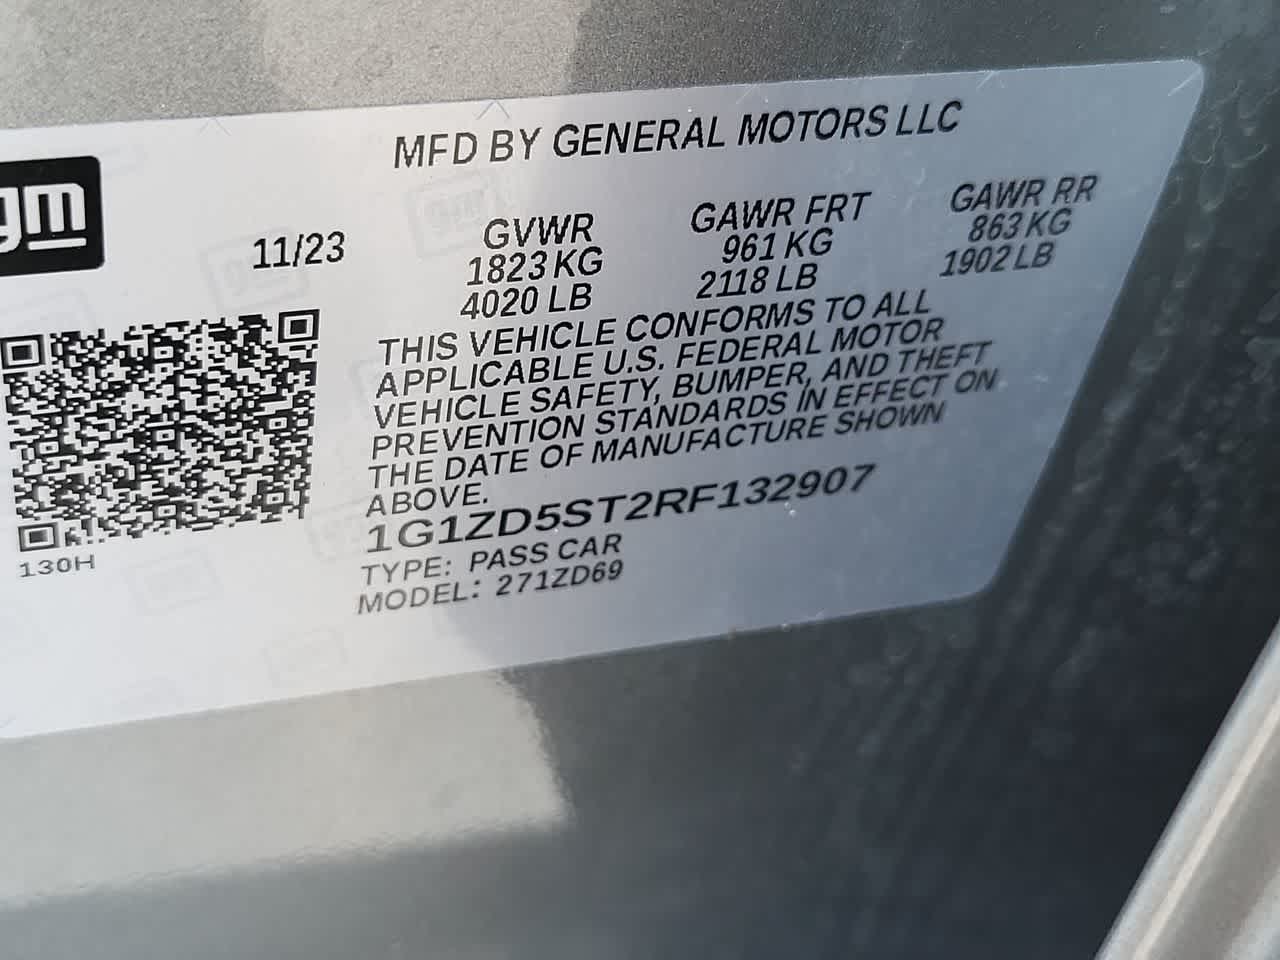 MFD BY GENERAL MOTORS LLC
gm
11/23
GVWR
1823 KG
4020 LB
GAWR FRT
961 KG
2118 LB
GAWR RR
863 KG
1902 LB
THIS VEHICLE CONFORMS TO ALL
APPLICABLE U.S. FEDERAL MOTOR
VEHICLE SAFETY, BUMPER, AND THEFT
PREVENTION STANDARDS IN EFFECT ON
THE DATE OF MANUFACTURE SHOWN
ABOVE.
1G1ZD5ST2RF132907
TYPE: PASS CAR
MODEL: 271ZD69
130H